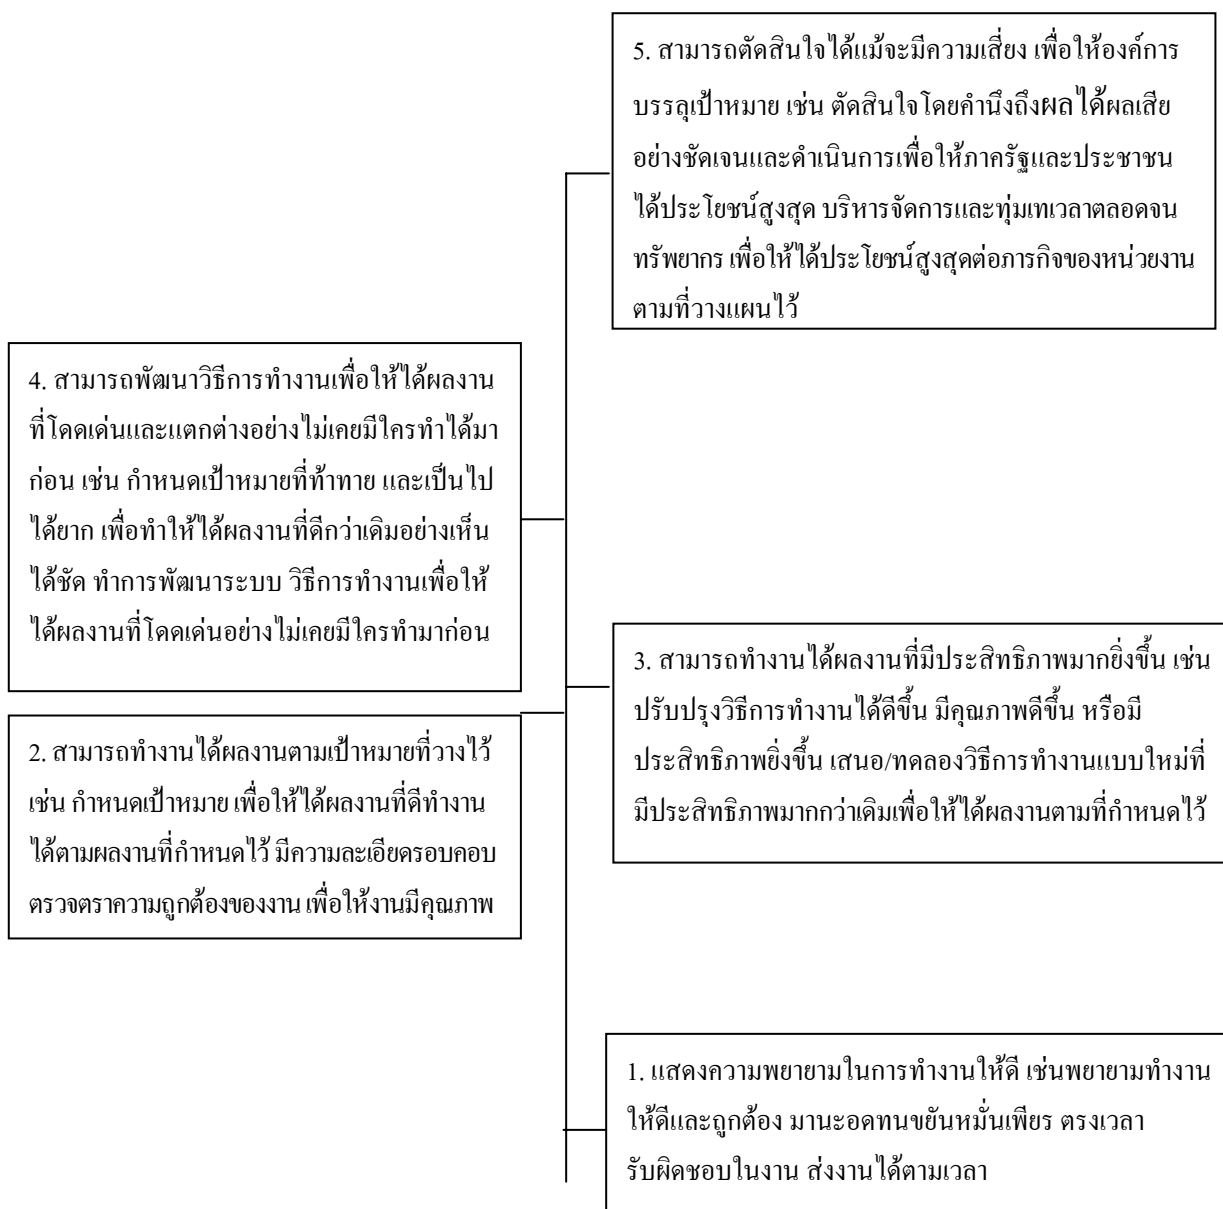 5. สามารถตัดสินใจได้แม้จะมีความเสี่ยง เพื่อให้องค์การ
บรรลุเป้าหมาย เช่น ตัดสินใจโดยคำนึงถึงผลได้ผลเสีย
อย่างชัดเจนและดำเนินการเพื่อให้ภาครัฐและประชาชน
ได้ประโยชน์สูงสุด บริหารจัดการและทุ่มเทเวลาตลอดจน
ทรัพยากร เพื่อให้ได้ประโยชน์สูงสุดต่อภารกิจของหน่วยงาน
ตามที่วางแผนไว้
4. สามารถพัฒนาวิธีการทำงานเพื่อให้ได้ผลงาน
ที่โดดเด่นและแตกต่างอย่างไม่เคยมีใครทำได้มา
ก่อน เช่น กำหนดเป้าหมายที่ท้าทาย และเป็นไป
ได้ยาก เพื่อทำให้ได้ผลงานที่ดีกว่าเดิมอย่างเห็น
ได้ชัด ทำการพัฒนาระบบ วิธีการทำงานเพื่อให้
ได้ผลงานที่โดดเด่นอย่างไม่เคยมีใครทำมาก่อน
3. สามารถทำงานได้ผลงานที่มีประสิทธิภาพมากยิ่งขึ้น เช่น
ปรับปรุงวิธีการทำงานได้ดีขึ้น มีคุณภาพดีขึ้น หรือมี
ประสิทธิภาพยิ่งขึ้น เสนอ/ทดลองวิธีการทำงานแบบใหม่ที่
มีประสิทธิภาพมากกว่าเดิมเพื่อให้ได้ผลงานตามที่กำหนดไว้
2. สามารถทำงานได้ผลงานตามเป้าหมายที่วางไว้
เช่น กำหนดเป้าหมาย เพื่อให้ได้ผลงานที่ดีทำงาน
ได้ตามผลงานที่กำหนดไว้ มีความละเอียดรอบคอบ
ตรวจตราความถูกต้องของงาน เพื่อให้งานมีคุณภาพ
1. แสดงความพยายามในการทำงานให้ดี เช่นพยายามทำงาน
ให้ดีและถูกต้อง มานะอดทนขยันหมั่นเพียร ตรงเวลา
รับผิดชอบในงาน ส่งงานได้ตามเวลา